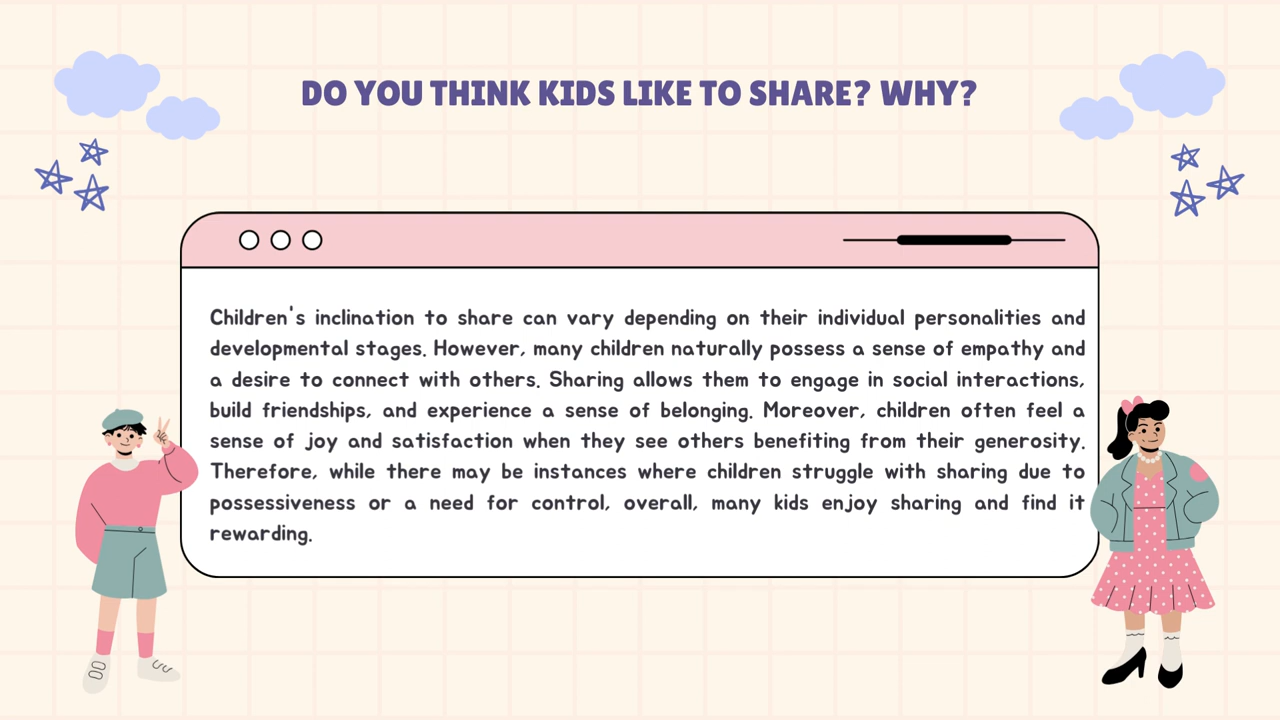 DO YOU THINK KIDS LIKE TO SHARE? WHY?
Children's inclination to share can vary depending on their individual personalities and
developmental stages. However, many children naturally possess a sense of empathy and
a desire to connect with others. Sharing allows them to engage in social interactions,
build friendships, and experience a sense of belonging. Moreover, children often feel a
sense of joy and satisfaction when they see others benefiting from their generosity.
Therefore, while there may be instances where children struggle with sharing due to
possessiveness or a need for control, overall, many kids enjoy sharing and find it
rewarding.